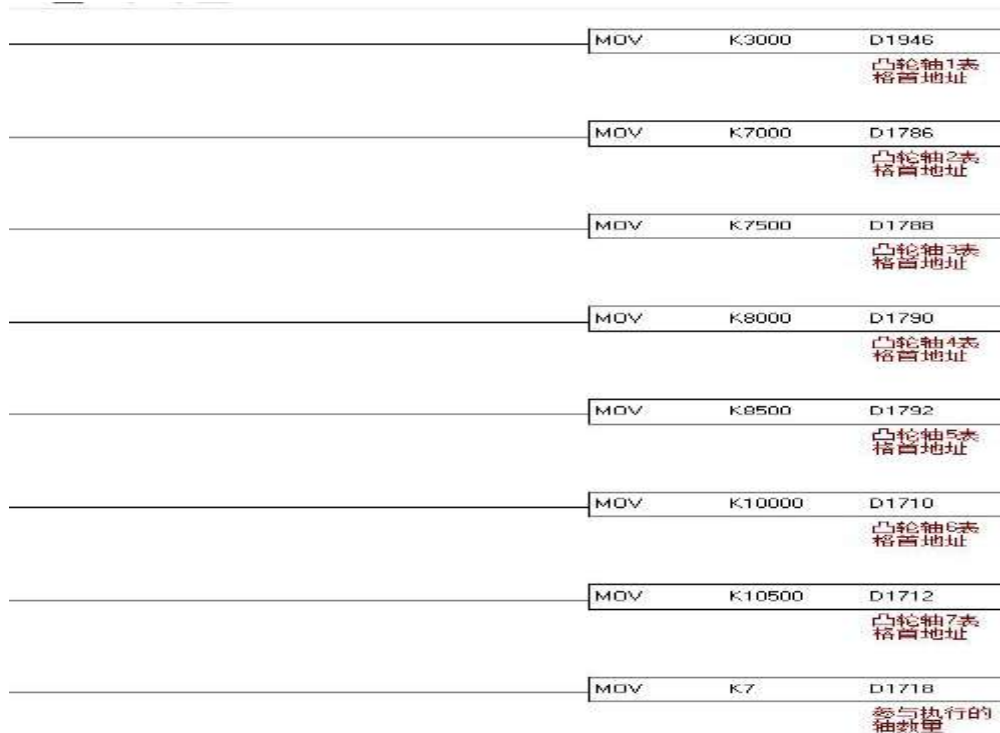 MOV K3000 D1946
凸轮轴1表
格首地址
MOV K7000 D1786
凸轮轴2表
格首地址
MOV K7500 D1788
凸轮轴3表
格首地址
MOV K8000 D1790
凸轮轴4表
格首地址
MOV K8500 D1792
凸轮轴5表
格首地址
MOV K10000 D1710
凸轮轴6表
格首地址
MOV K10500 D1712
凸轮轴7表
格首地址
MOV K7 D1718
参与执行的
轴数量